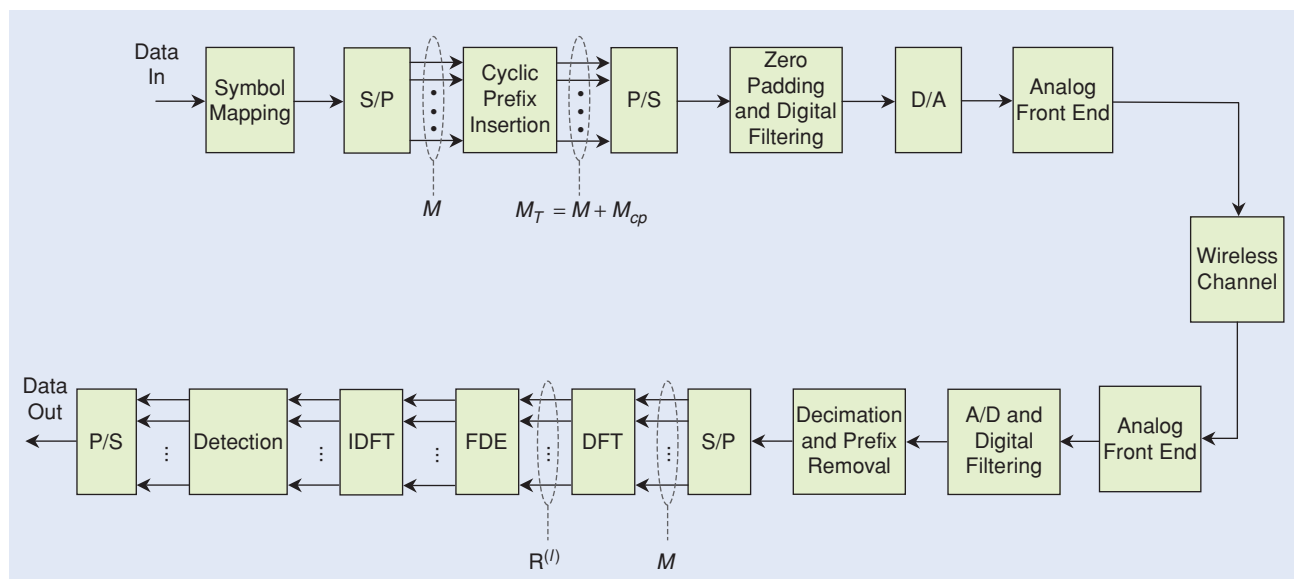 Data
In
Symbol
Mapping
S/P
Cyclic
Prefix
Insertion
P/S
Zero
Padding
and Digital
Filtering
D/A
Analog
Front End
M
M_T = M + M_cp
Wireless
Channel
Data
Out
P/S
Detection
IDFT
FDE
DFT
S/P
Decimation
and Prefix
Removal
A/D and
Digital
Filtering
Analog
Front End
R^(l)
M